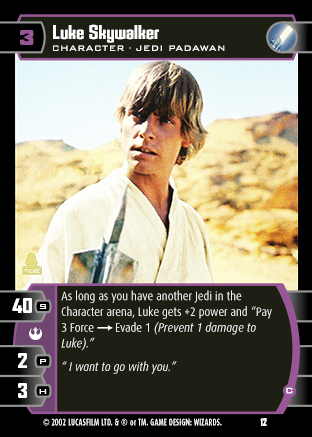 3
Luke Skywalker
CHARACTER · JEDI PADAWAN
40 S
As long as you have another Jedi in the
Character arena, Luke gets +2 power and “Pay
3 Force → Evade 1 (Prevent 1 damage to
Luke).”
2 P
“ I want to go with you.”
3 H
C
© 2002 LUCASFILM LTD. & ® or TM. GAME DESIGN: WIZARDS.
12